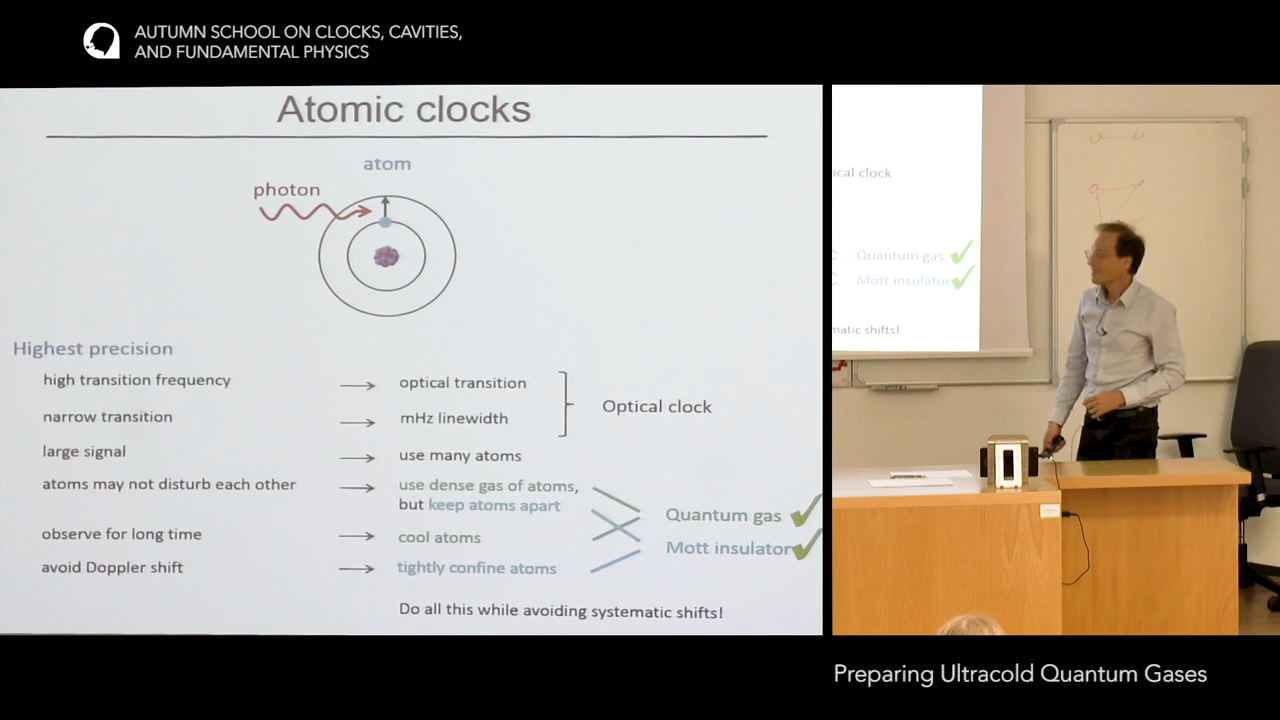 AUTUMN SCHOOL ON CLOCKS, CAVITIES,
AND FUNDAMENTAL PHYSICS
Atomic clocks
atom
photon
Highest precision
high transition frequency → optical transition
narrow transition → mHz linewidth
Optical clock
large signal → use many atoms
atoms may not disturb each other → use dense gas of atoms,
but keep atoms apart
observe for long time → cool atoms
avoid Doppler shift → tightly confine atoms
Quantum gas ✓
Mott insulator ✓
Do all this while avoiding systematic shifts!
ical clock
Quantum gas ✓
Mott insulator ✓
matic shifts!
Preparing Ultracold Quantum Gases